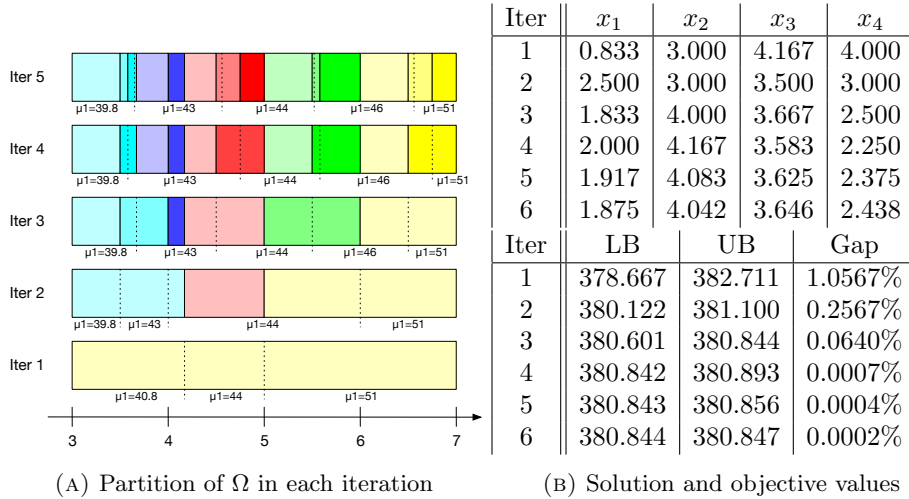 Iter 5
μ1=39.8 μ1=43 μ1=44 μ1=46 μ1=51
Iter 4
μ1=39.8 μ1=43 μ1=44 μ1=46 μ1=51
Iter 3
μ1=39.8 μ1=43 μ1=44 μ1=46 μ1=51
Iter 2
μ1=39.8 μ1=43 μ1=44 μ1=51
Iter 1
μ1=40.8 μ1=44 μ1=51
3 4 5 6 7
(A) Partition of Ω in each iteration
Iter x1 x2 x3 x4
1 0.833 3.000 4.167 4.000
2 2.500 3.000 3.500 3.000
3 1.833 4.000 3.667 2.500
4 2.000 4.167 3.583 2.250
5 1.917 4.083 3.625 2.375
6 1.875 4.042 3.646 2.438
Iter LB UB Gap
1 378.667 382.711 1.0567%
2 380.122 381.100 0.2567%
3 380.601 380.844 0.0640%
4 380.842 380.893 0.0007%
5 380.843 380.856 0.0004%
6 380.844 380.847 0.0002%
(B) Solution and objective values